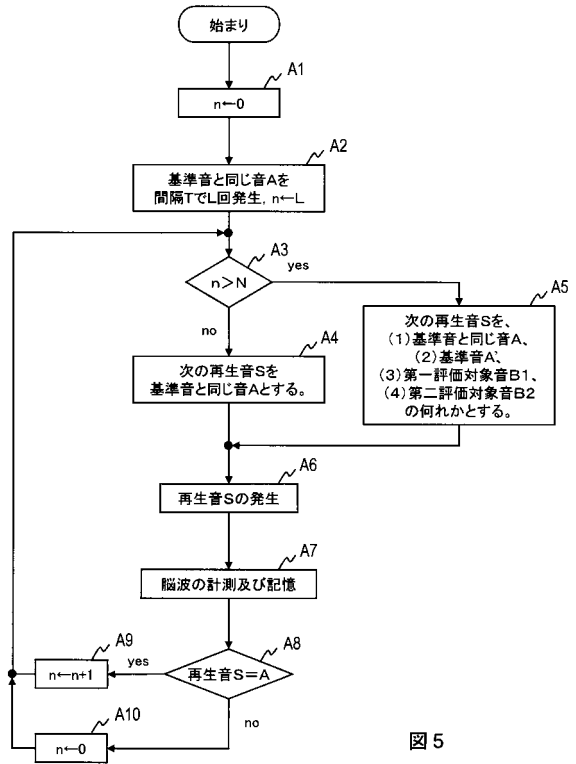 始まり
A1
n←0
A2
基準音と同じ音Aを
間隔TでL回発生, n←L
A3
n>N
yes
no
A4
次の再生音Sを
基準音と同じ音Aとする。
A5
次の再生音Sを、
(1)基準音と同じ音A、
(2)基準音A'、
(3)第一評価対象音B1、
(4)第二評価対象音B2
の何れかとする。
A6
再生音Sの発生
A7
脳波の計測及び記憶
A8
再生音S=A
yes
no
A9
n←n+1
A10
n←0
図5